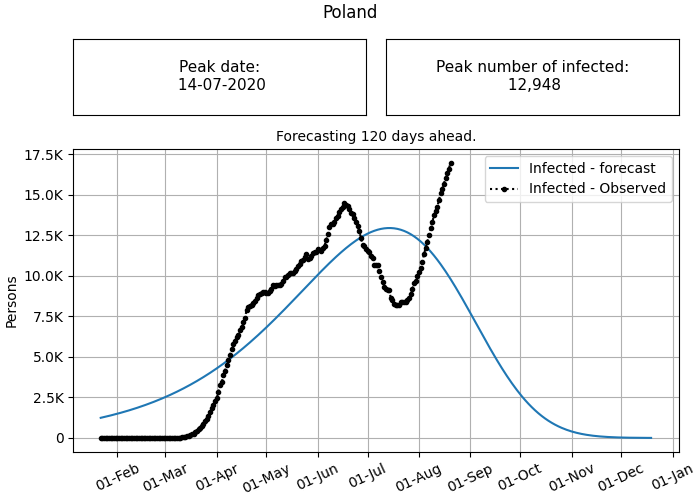 Poland
Peak date:
14-07-2020
Peak number of infected:
12,948
Forecasting 120 days ahead.
17.5K
15.0K
12.5K
10.0K
7.5K
5.0K
2.5K
0
Persons
Infected - forecast
Infected - Observed
01-Feb
01-Mar
01-Apr
01-May
01-Jun
01-Jul
01-Aug
01-Sep
01-Oct
01-Nov
01-Dec
01-Jan